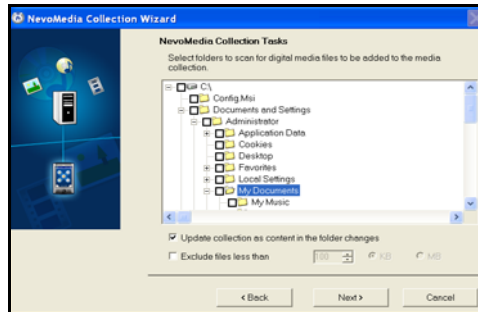 NevoMedia Collection Wizard
NevoMedia Collection Tasks
Select folders to scan for digital media files to be added to the media
collection.
C:\
Config.Msi
Documents and Settings
Administrator
Application Data
Cookies
Desktop
Favorites
Local Settings
My Documents
My Music
Update collection as content in the folder changes
Exclude files less than 100 KB MB
< Back Next > Cancel